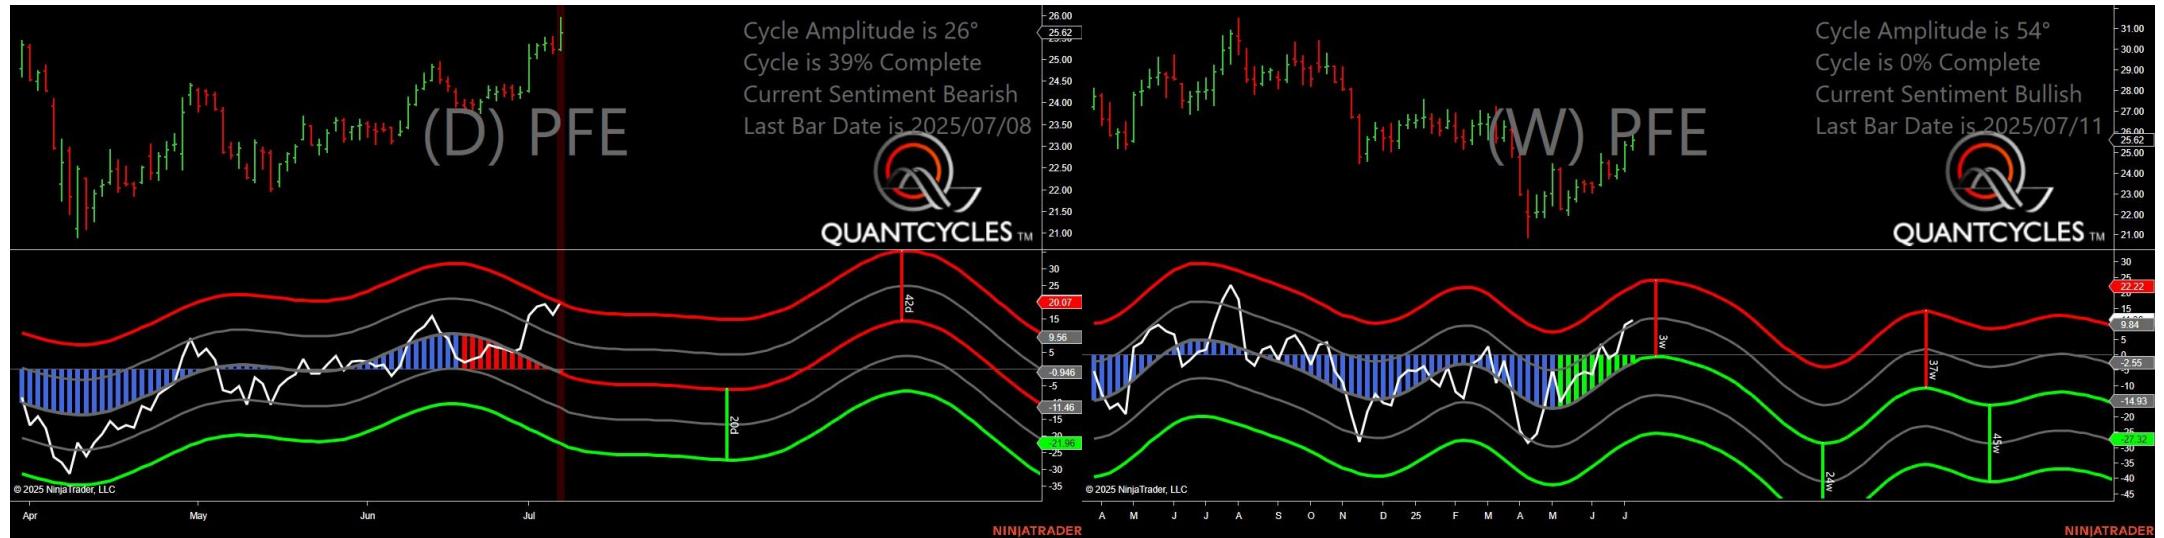 Cycle Amplitude is 26°
Cycle is 39% Complete
Current Sentiment Bearish
Last Bar Date is 2025/07/08
(D) PFE
QUANTCYCLES TM
26.00
25.62
25.00
24.50
24.00
23.50
23.00
22.50
22.00
21.50
21.00
30
25
20.07
15
9.56
5
-0.946
-5
-11.46
-15
-21.96
-25
-30
-35
42d
20d
© 2025 NinjaTrader, LLC
Apr May Jun Jul
NINJATRADER
Cycle Amplitude is 54°
Cycle is 0% Complete
Current Sentiment Bullish
Last Bar Date is 2025/07/11
(W) PFE
QUANTCYCLES TM
31.00
30.00
29.00
28.00
27.00
26.00
25.62
25.00
24.00
23.00
22.00
21.00
30
22.22
15
9.84
5
0
-2.55
-10
-14.93
-20
-27.32
-30
-35
-40
-45
3w
37w
24w
45w
© 2025 NinjaTrader, LLC
A M J J A S O N D 25 F M A M J J
NINJATRADER